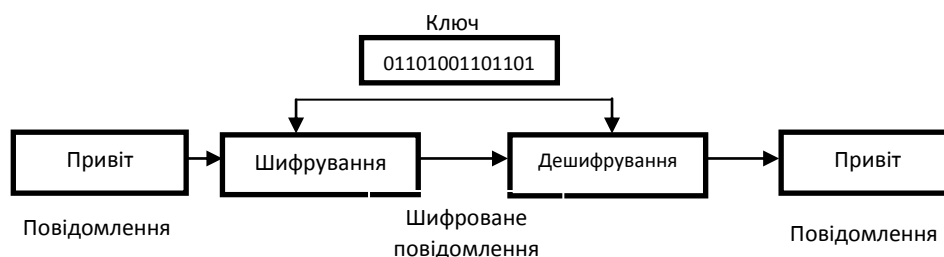 Ключ
01101001101101
Привіт
Шифрування
Дешифрування
Привіт
Повідомлення
Шифроване
повідомлення
Повідомлення